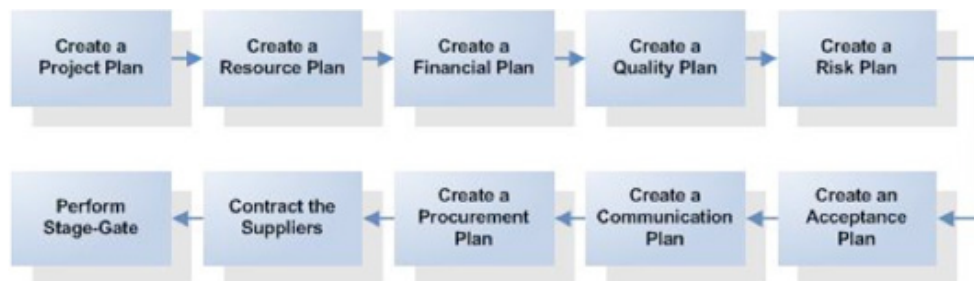 Create a
Project Plan
Create a
Resource Plan
Create a
Financial Plan
Create a
Quality Plan
Create a
Risk Plan
Perform
Stage-Gate
Contract the
Suppliers
Create a
Procurement
Plan
Create a
Communication
Plan
Create an
Acceptance
Plan